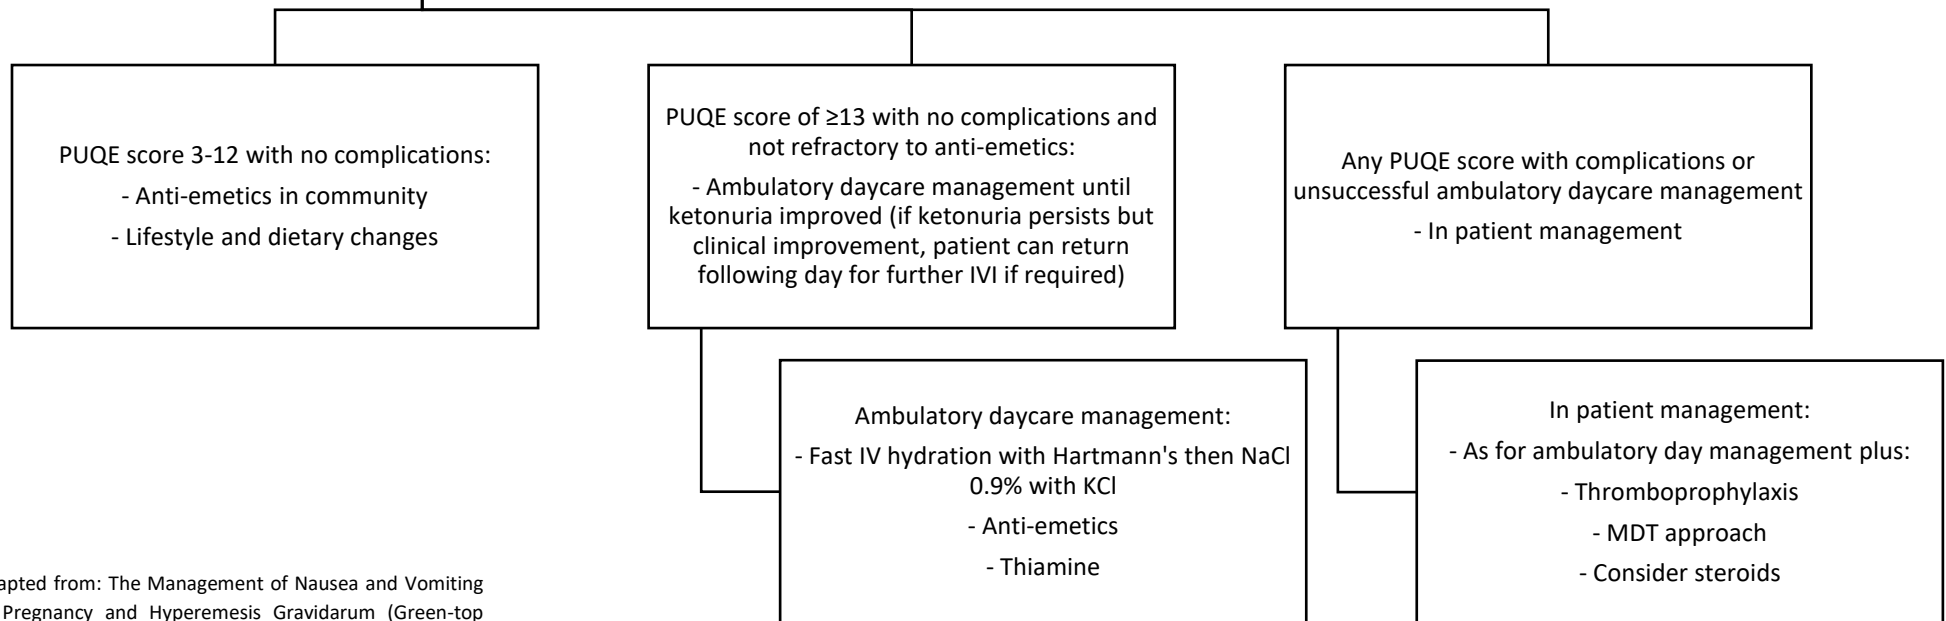 PUQE score 3-12 with no complications:
- Anti-emetics in community
- Lifestyle and dietary changes
PUQE score of ≥13 with no complications and
not refractory to anti-emetics:
- Ambulatory daycare management until
ketonuria improved (if ketonuria persists but
clinical improvement, patient can return
following day for further IVI if required)
Any PUQE score with complications or
unsuccessful ambulatory daycare management
- In patient management
Ambulatory daycare management:
- Fast IV hydration with Hartmann's then NaCl
0.9% with KCl
- Anti-emetics
- Thiamine
In patient management:
- As for ambulatory day management plus:
- Thromboprophylaxis
- MDT approach
- Consider steroids
apted from: The Management of Nausea and Vomiting
Pregnancy and Hyperemesis Gravidarum (Green-top